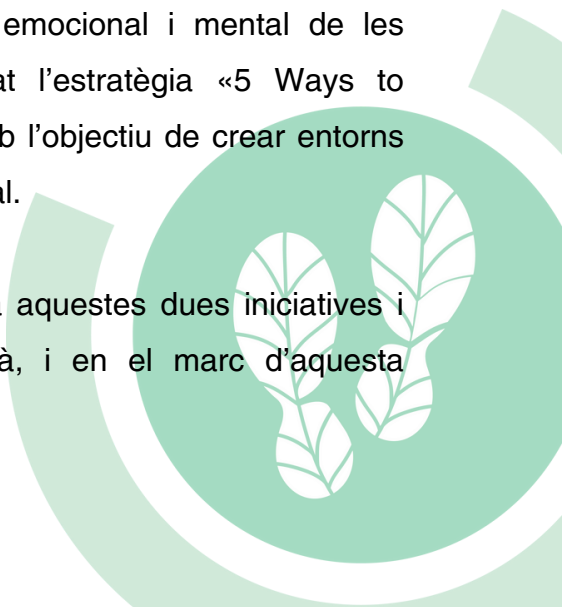 emocional i mental de les
at l’estratègia «5 Ways to
b l’objectiu de crear entorns
al.
a aquestes dues iniciatives i
à, i en el marc d’aquesta